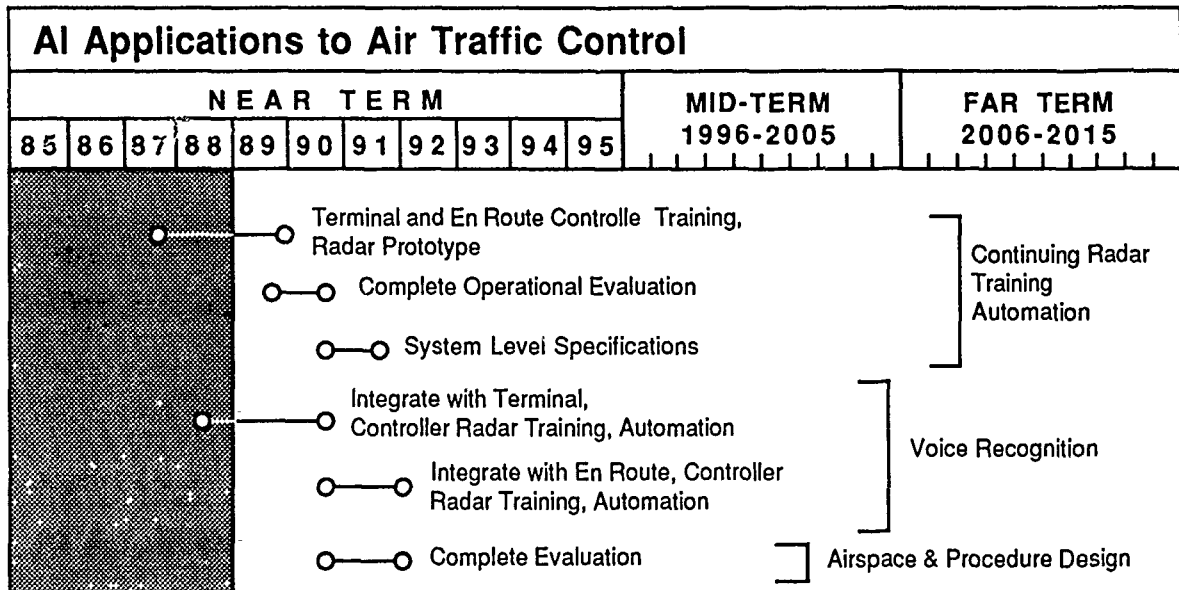 AI Applications to Air Traffic Control
NEAR TERM
MID-TERM
1996-2005
FAR TERM
2006-2015
85 86 87 88 89 90 91 92 93 94 95
Terminal and En Route Controlle Training,
Radar Prototype
Complete Operational Evaluation
System Level Specifications
Continuing Radar
Training
Automation
Integrate with Terminal,
Controller Radar Training, Automation
Integrate with En Route, Controller
Radar Training, Automation
Voice Recognition
Complete Evaluation
Airspace & Procedure Design